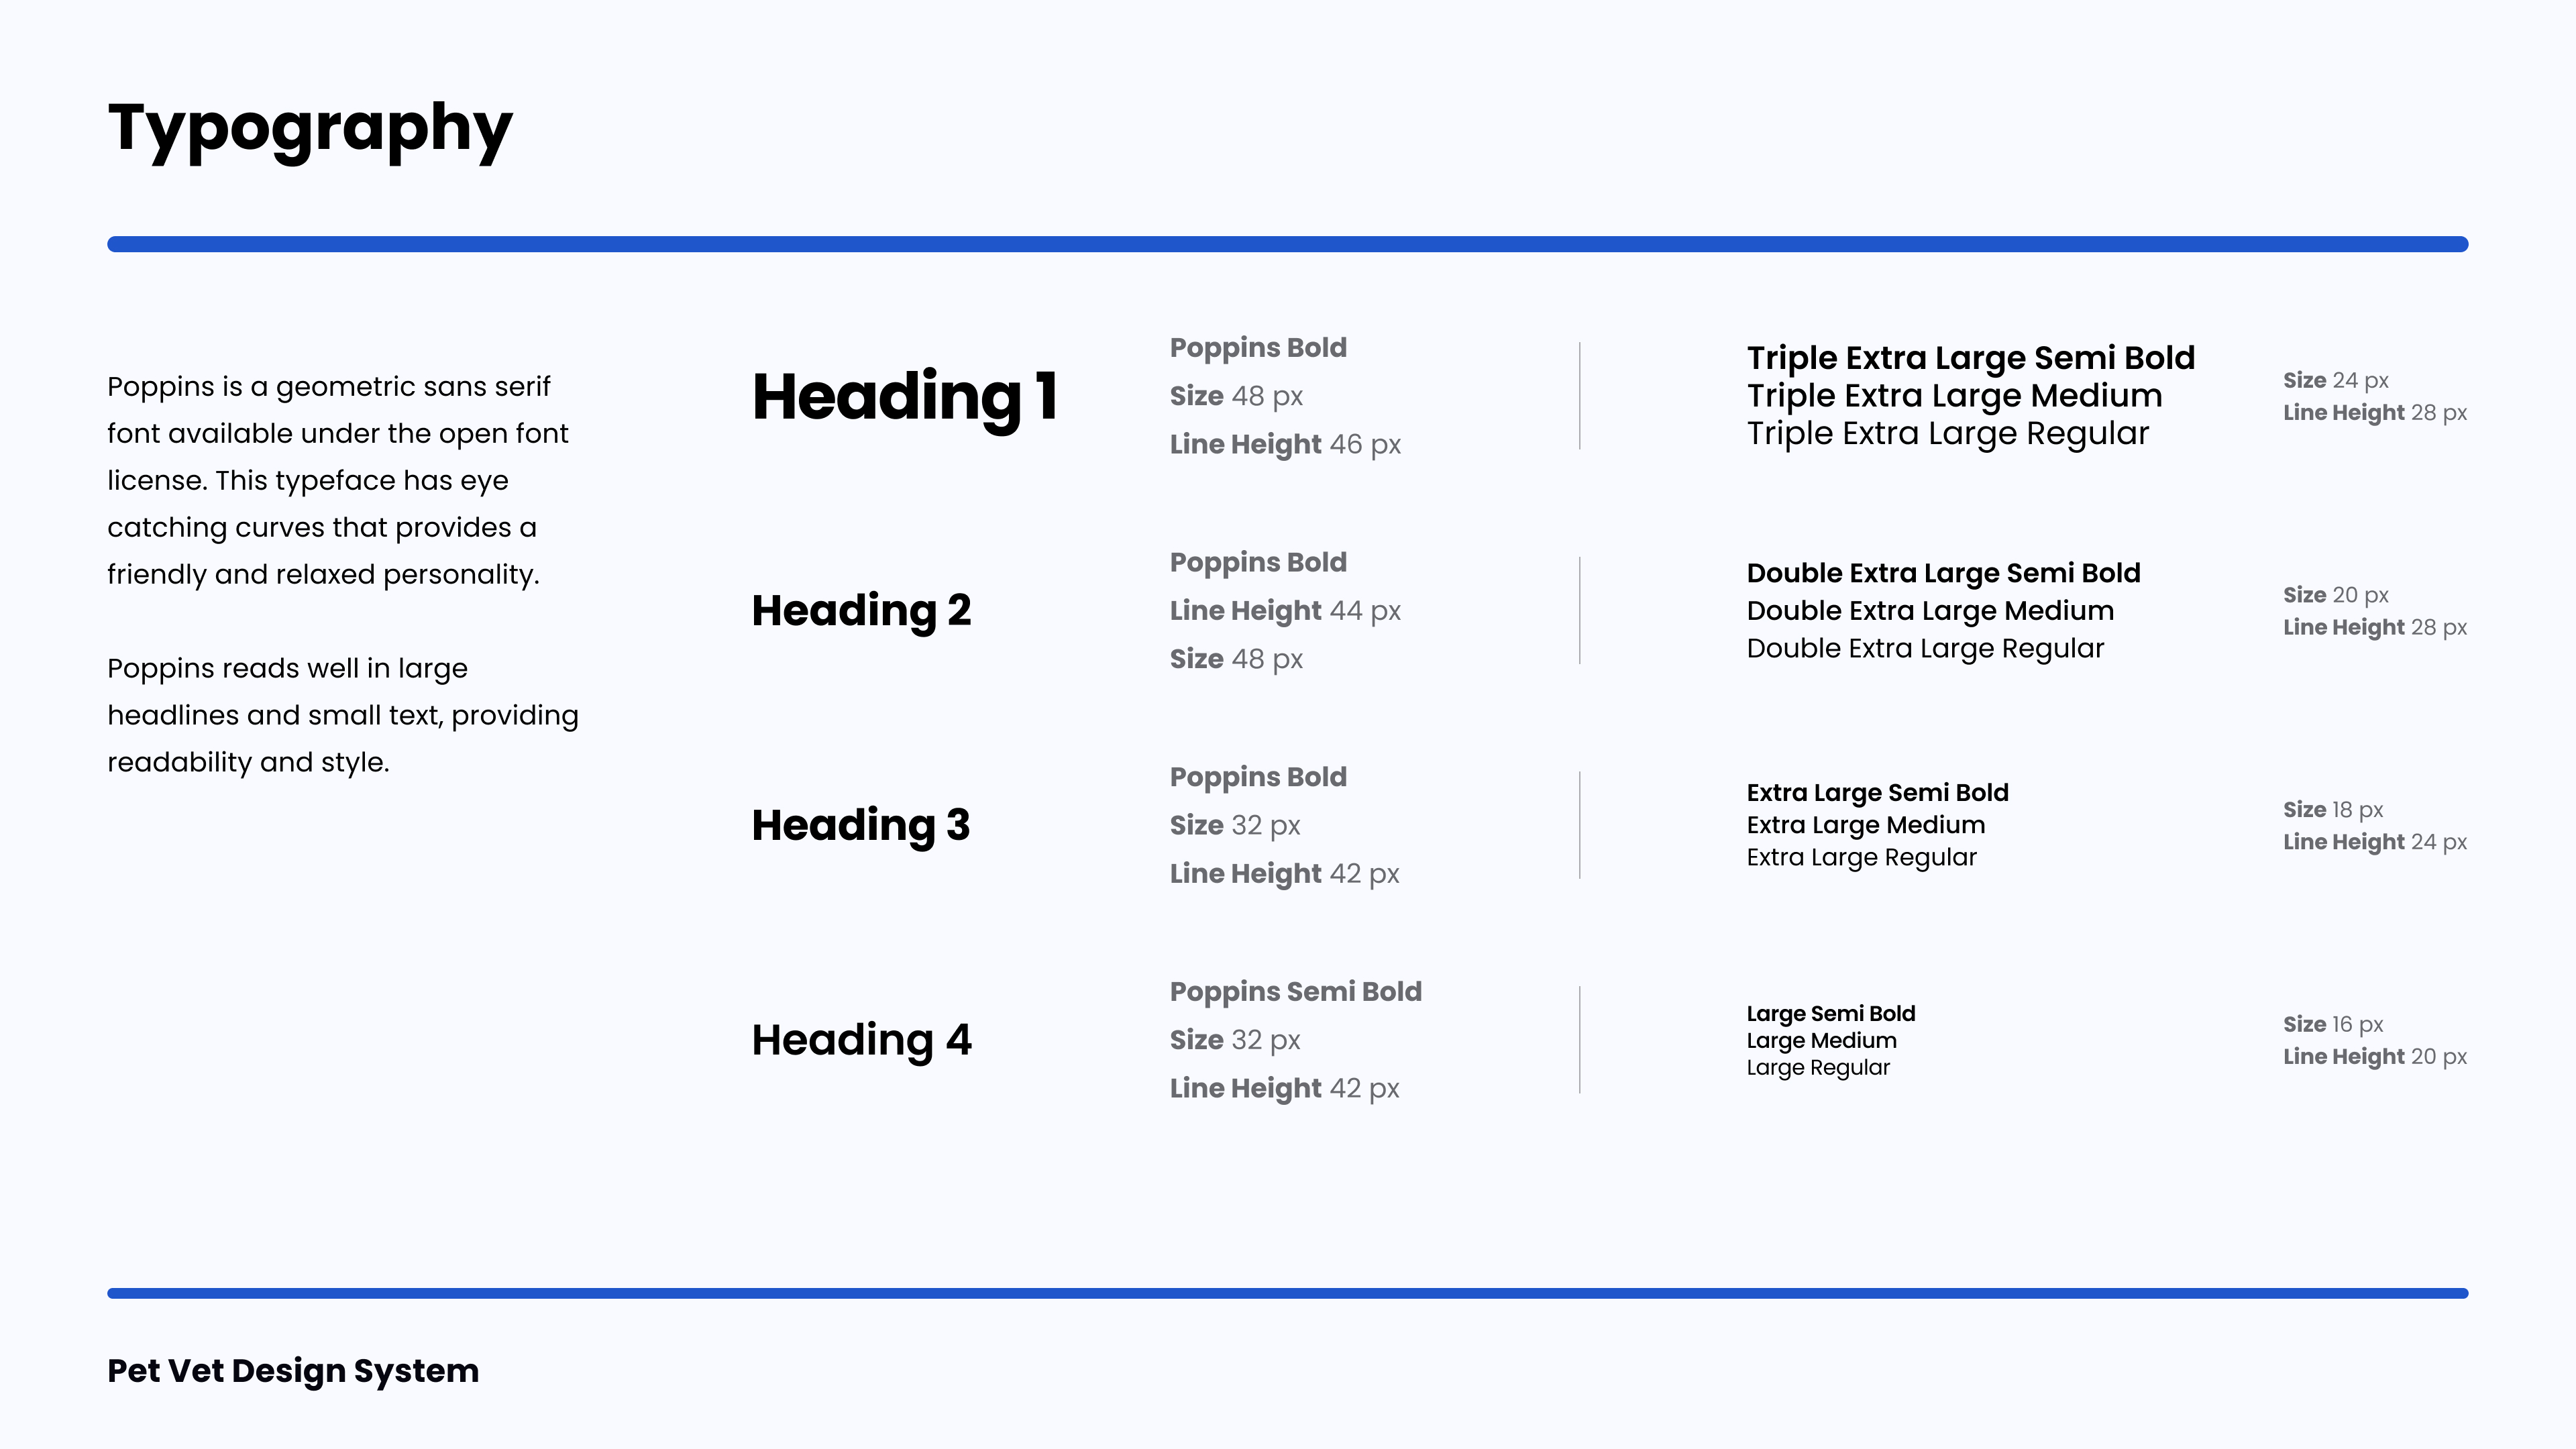 Typography
Poppins is a geometric sans serif
font available under the open font
license. This typeface has eye
catching curves that provides a
friendly and relaxed personality.
Poppins reads well in large
headlines and small text, providing
readability and style.
Heading 1
Poppins Bold
Size 48 px
Line Height 46 px
Triple Extra Large Semi Bold
Triple Extra Large Medium
Triple Extra Large Regular
Size 24 px
Line Height 28 px
Heading 2
Poppins Bold
Line Height 44 px
Size 48 px
Double Extra Large Semi Bold
Double Extra Large Medium
Double Extra Large Regular
Size 20 px
Line Height 28 px
Heading 3
Poppins Bold
Size 32 px
Line Height 42 px
Extra Large Semi Bold
Extra Large Medium
Extra Large Regular
Size 18 px
Line Height 24 px
Heading 4
Poppins Semi Bold
Size 32 px
Line Height 42 px
Large Semi Bold
Large Medium
Large Regular
Size 16 px
Line Height 20 px
Pet Vet Design System